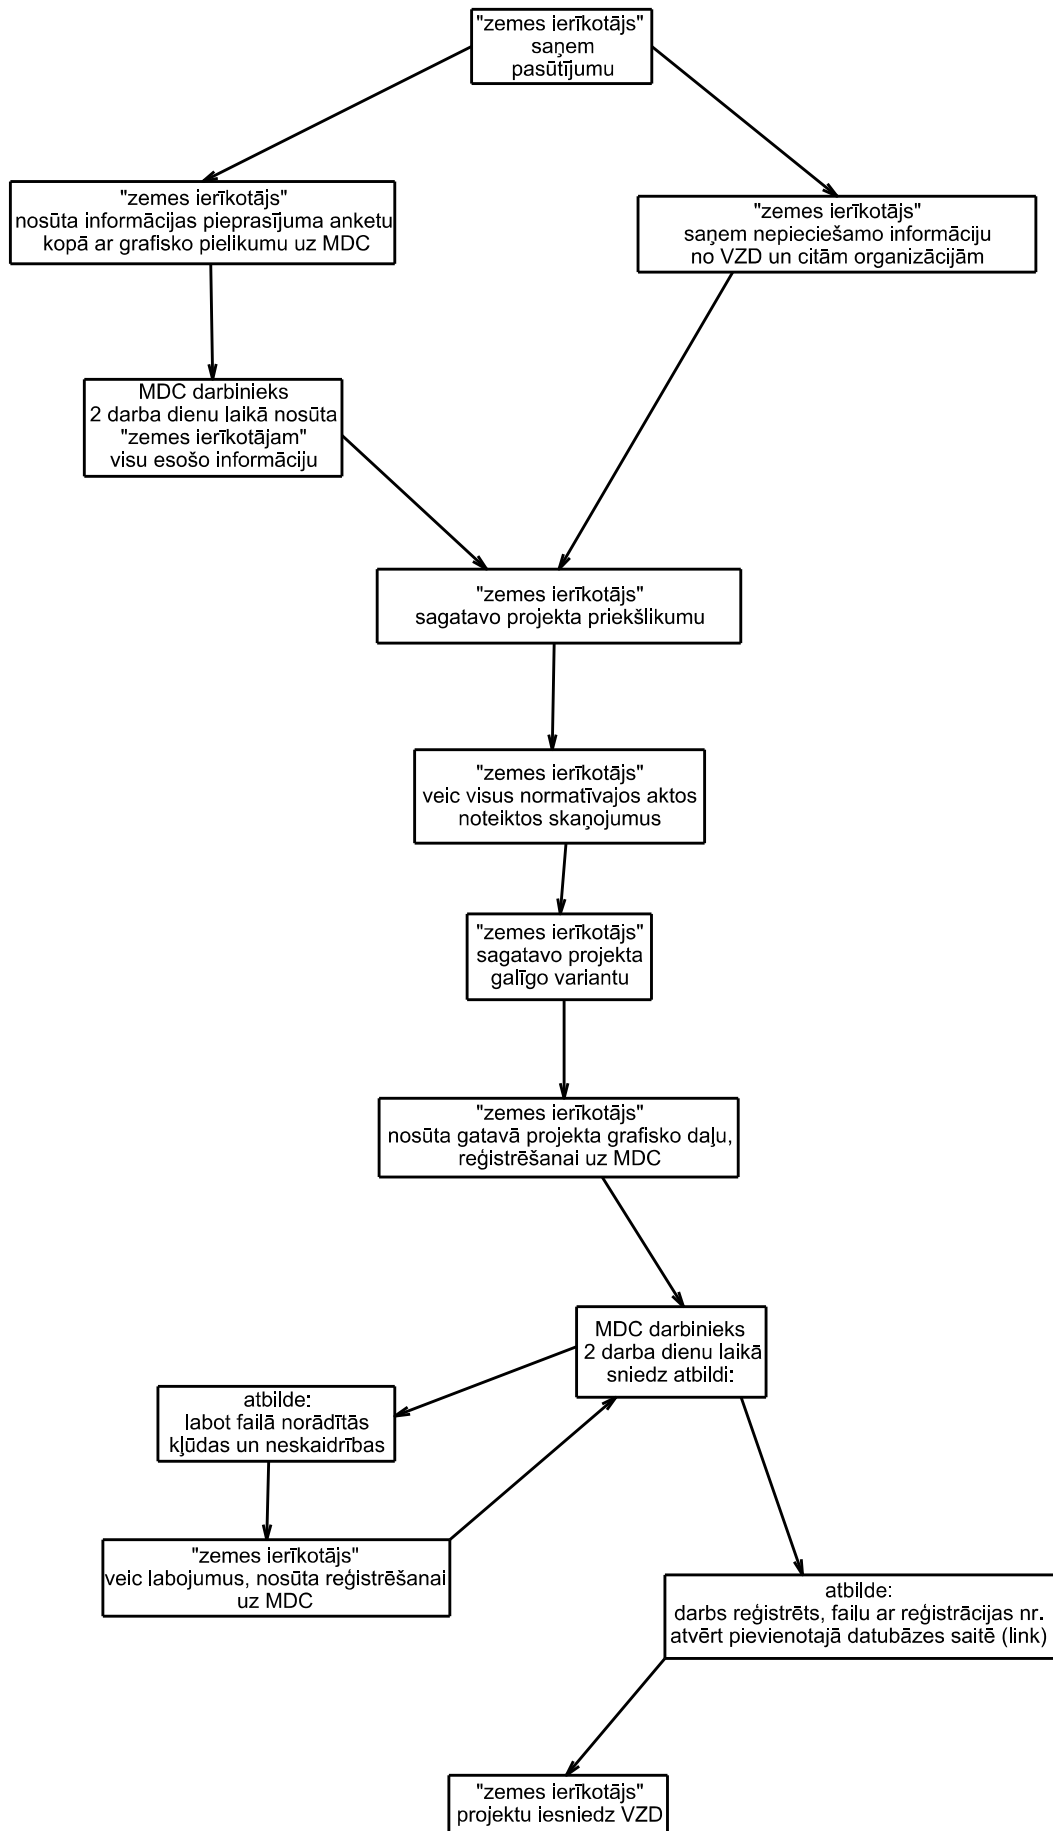 "zemes ierīkotājs"
saņem
pasūtījumu
"zemes ierīkotājs"
nosūta informācijas pieprasījuma anketu
kopā ar grafisko pielikumu uz MDC
"zemes ierīkotājs"
saņem nepieciešamo informāciju
no VZD un citām organizācijām
MDC darbinieks
2 darba dienu laikā nosūta
"zemes ierīkotājam"
visu esošo informāciju
"zemes ierīkotājs"
sagatavo projekta priekšlikumu
"zemes ierīkotājs"
veic visus normatīvajos aktos
noteiktos skaņojumus
"zemes ierīkotājs"
sagatavo projekta
galīgo variantu
"zemes ierīkotājs"
nosūta gatavā projekta grafisko daļu,
reģistrēšanai uz MDC
MDC darbinieks
2 darba dienu laikā
sniedz atbildi:
atbilde:
labot failā norādītās
kļūdas un neskaidrības
"zemes ierīkotājs"
veic labojumus, nosūta reģistrēšanai
uz MDC
atbilde:
darbs reģistrēts, failu ar reģistrācijas nr.
atvērt pievienotajā datubāzes saitē (link)
"zemes ierīkotājs"
projektu iesniedz VZD